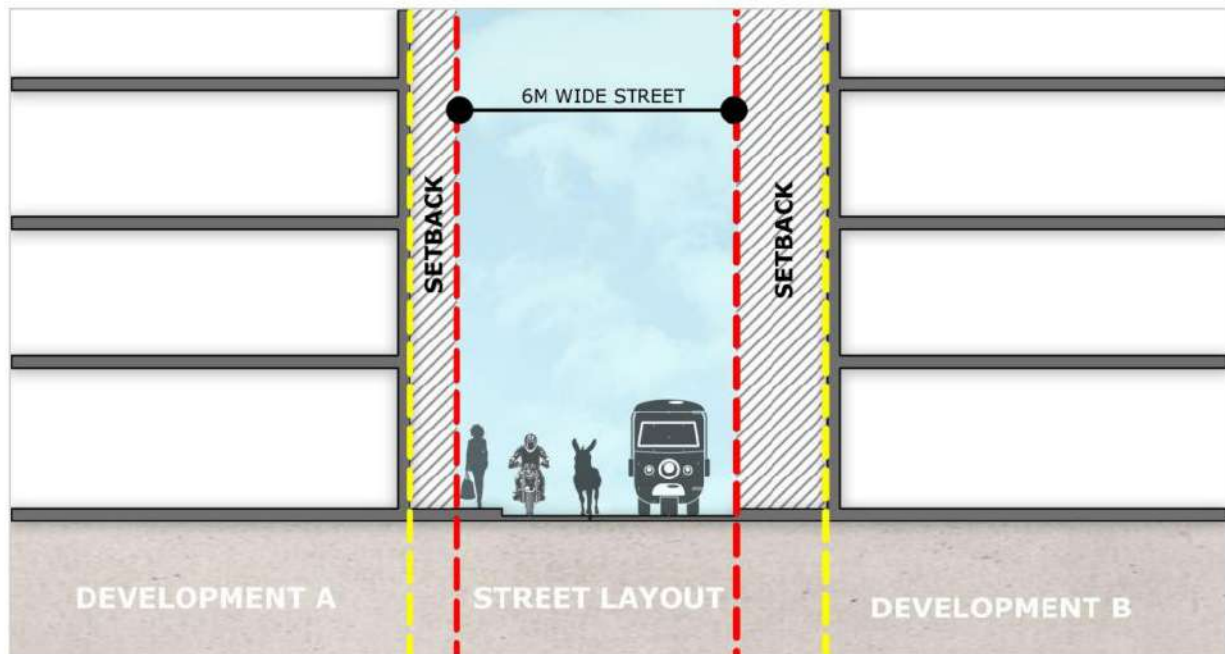 6M WIDE STREET
SETBACK
SETBACK
DEVELOPMENT A
STREET LAYOUT
DEVELOPMENT B